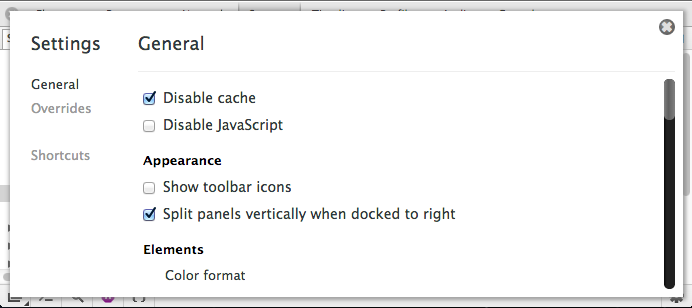 Settings
General
General
Overrides
Shortcuts
Disable cache
Disable JavaScript
Appearance
Show toolbar icons
Split panels vertically when docked to right
Elements
Color format